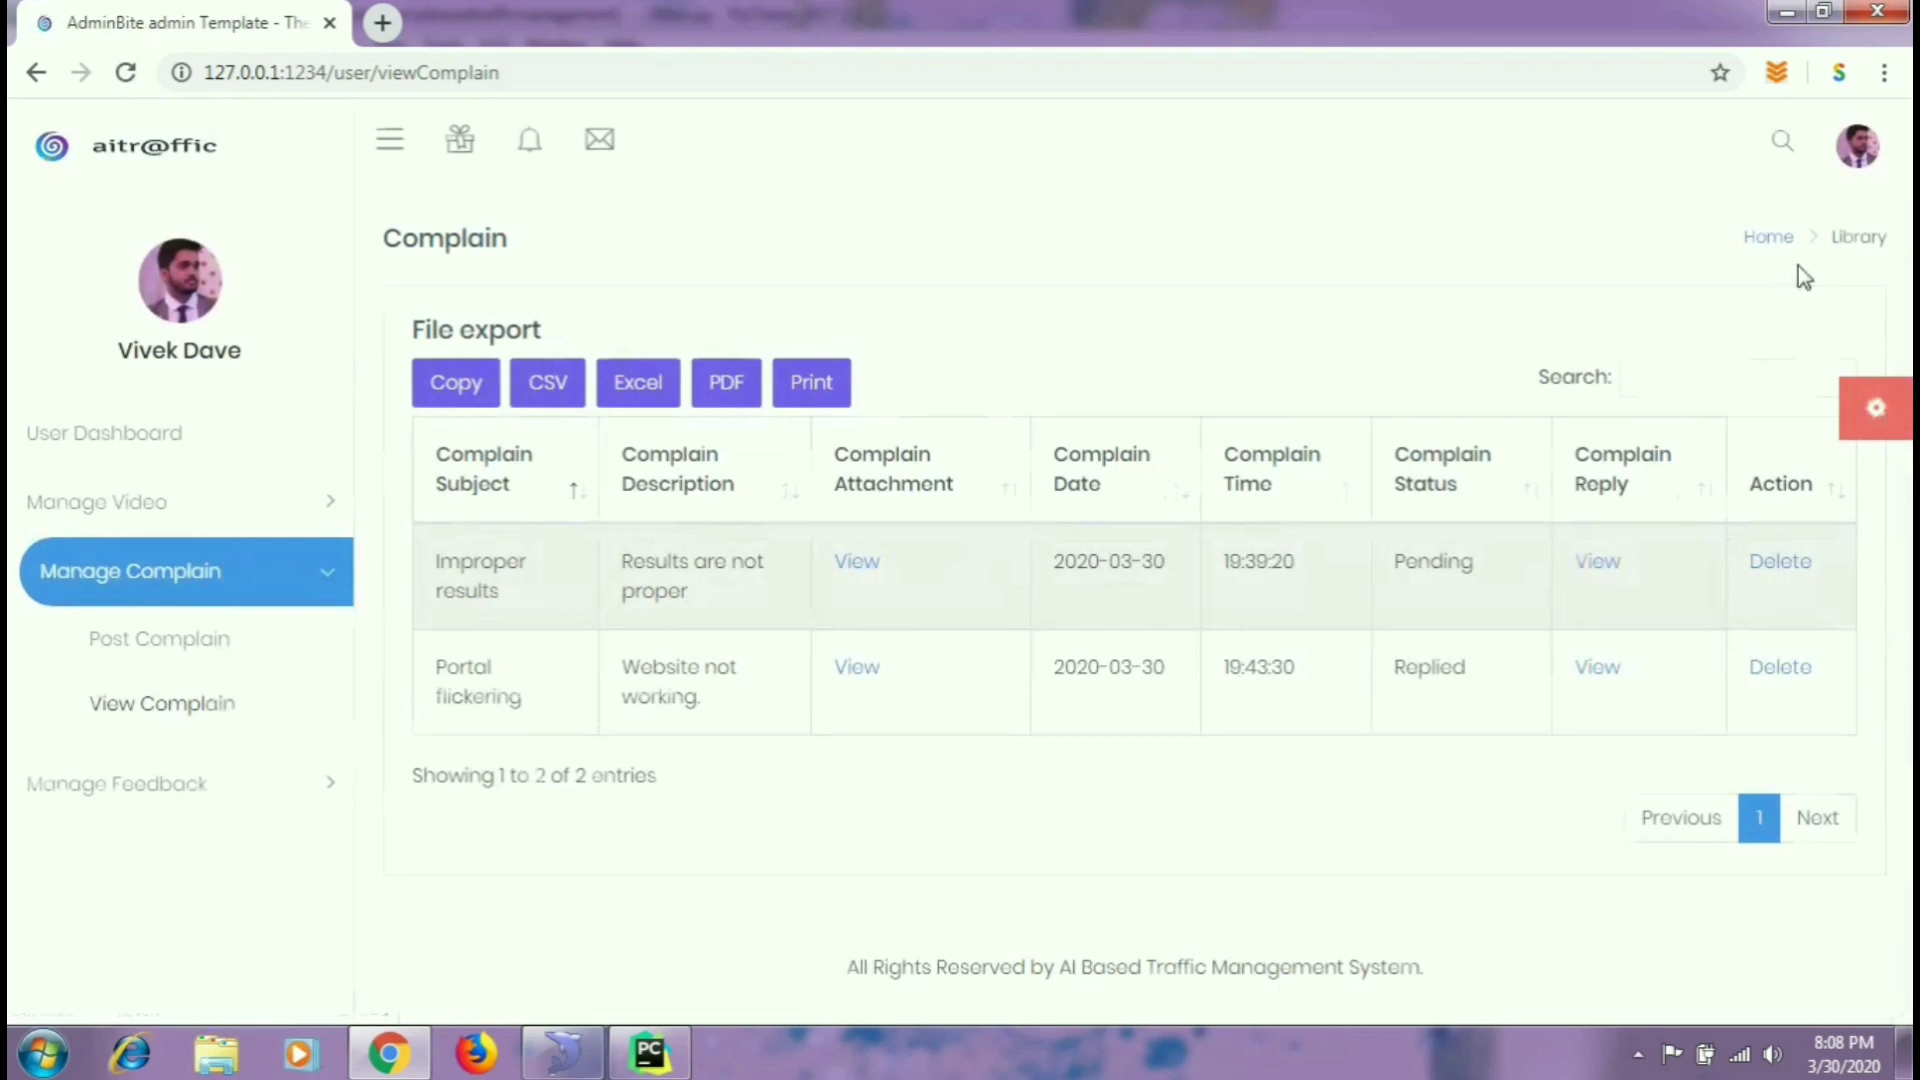 AdminBite admin Template - The
127.0.0.1:1234/user/viewComplain
aitr@ffic
Complain
Home > Library
Vivek Dave
File export
Copy CSV Excel PDF Print
Search:
User Dashboard
Manage Video
Manage Complain
Post Complain
View Complain
Manage Feedback
Complain Complain Complain Complain Complain Complain Complain
Subject Description Attachment Date Time Status Reply Action
Improper Results are not View 2020-03-30 19:39:20 Pending View Delete
results proper
Portal Website not View 2020-03-30 19:43:30 Replied View Delete
flickering working.
Showing 1 to 2 of 2 entries
Previous 1 Next
All Rights Reserved by AI Based Traffic Management System.
PC
8:08 PM
3/30/2020